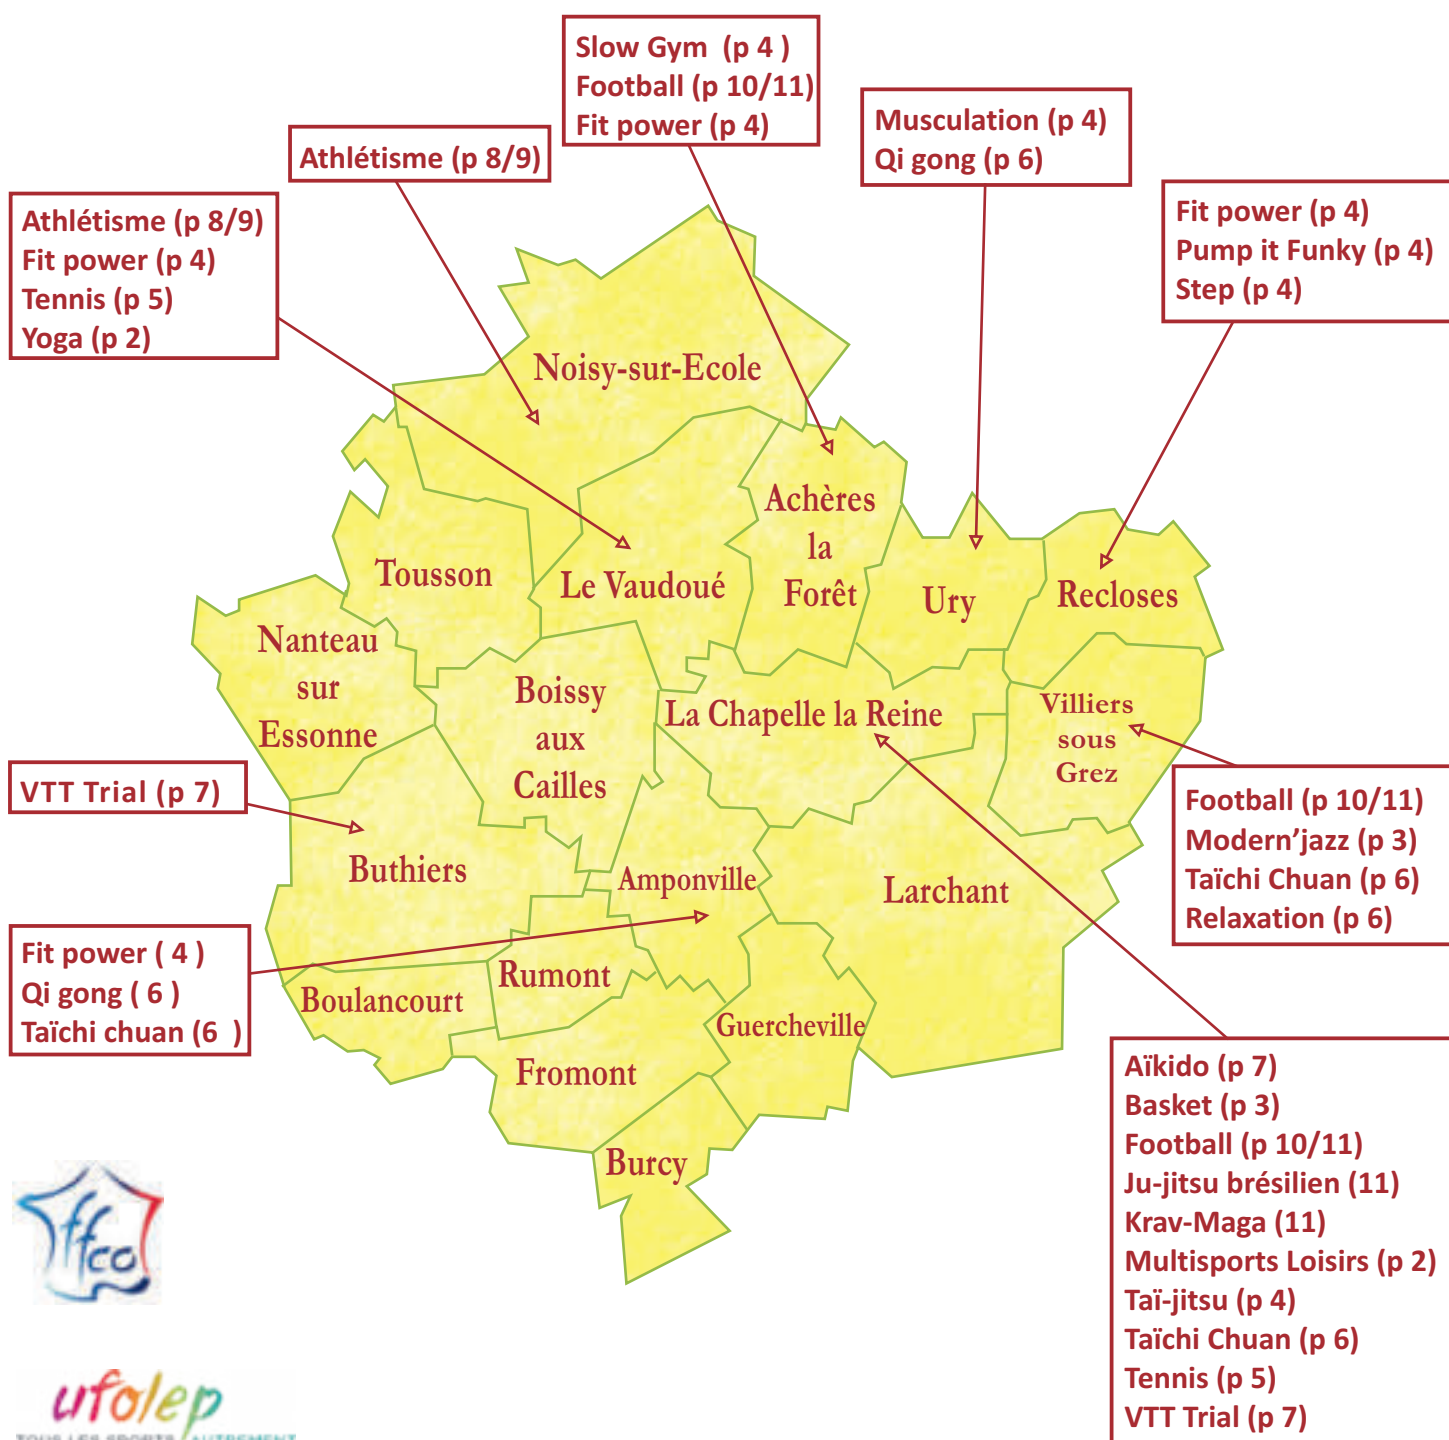 Slow Gym (p 4 )
Football (p 10/11)
Fit power (p 4)
Musculation (p 4)
Qi gong (p 6)
Athlétisme (p 8/9)
Fit power (p 4)
Pump it Funky (p 4)
Step (p 4)
Athlétisme (p 8/9)
Fit power (p 4)
Tennis (p 5)
Yoga (p 2)
Noisy-sur-Ecole
Achères
la
Forêt
Tousson
Le Vaudoué
Ury
Recloses
Nanteau
sur
Essonne
Boissy
aux
Cailles
La Chapelle la Reine
Villiers
sous
Grez
VTT Trial (p 7)
Football (p 10/11)
Modern’jazz (p 3)
Taïchi Chuan (p 6)
Relaxation (p 6)
Buthiers
Amponville
Larchant
Fit power ( 4 )
Qi gong ( 6 )
Taïchi chuan (6 )
Rumont
Boulancourt
Guercheville
Fromont
Burcy
Aïkido (p 7)
Basket (p 3)
Football (p 10/11)
Ju-jitsu brésilien (11)
Krav-Maga (11)
Multisports Loisirs (p 2)
Taï-jitsu (p 4)
Taïchi Chuan (p 6)
Tennis (p 5)
VTT Trial (p 7)
ffco
ufolep
TOUS LES SPORTS AUTREMENT